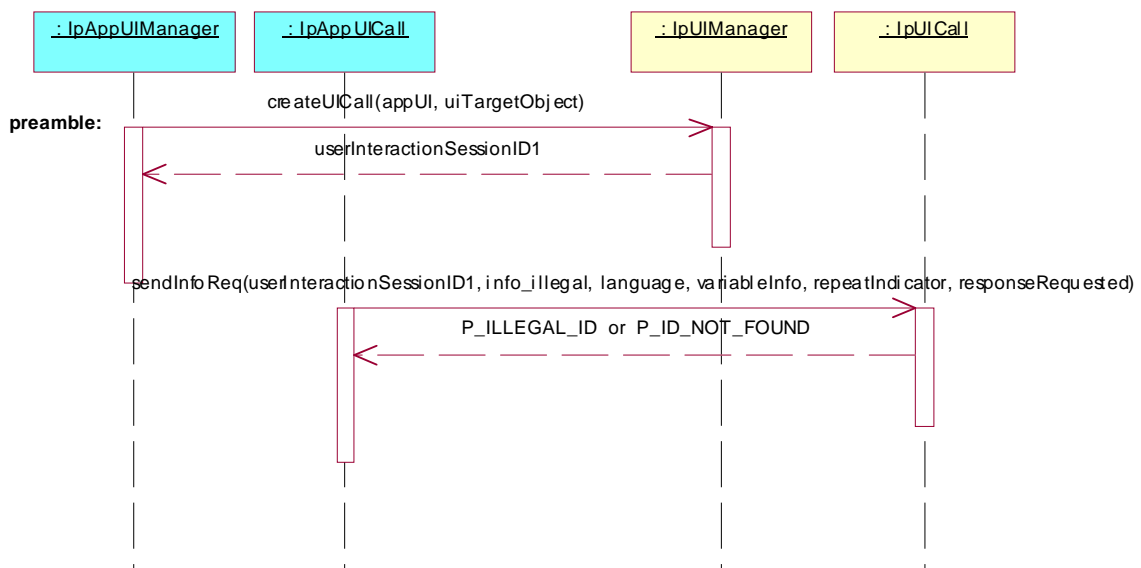 : IpAppUIManager
: IpAppUICall
: IpUIManager
: IpUICall
createUICall(appUI, uiTargetObject)
preamble:
userInteractionSessionID1
sendInfoReq(userInteractionSessionID1, info_illegal, language, variableInfo, repeatIndicator, responseRequested)
P_ILLEGAL_ID or P_ID_NOT_FOUND